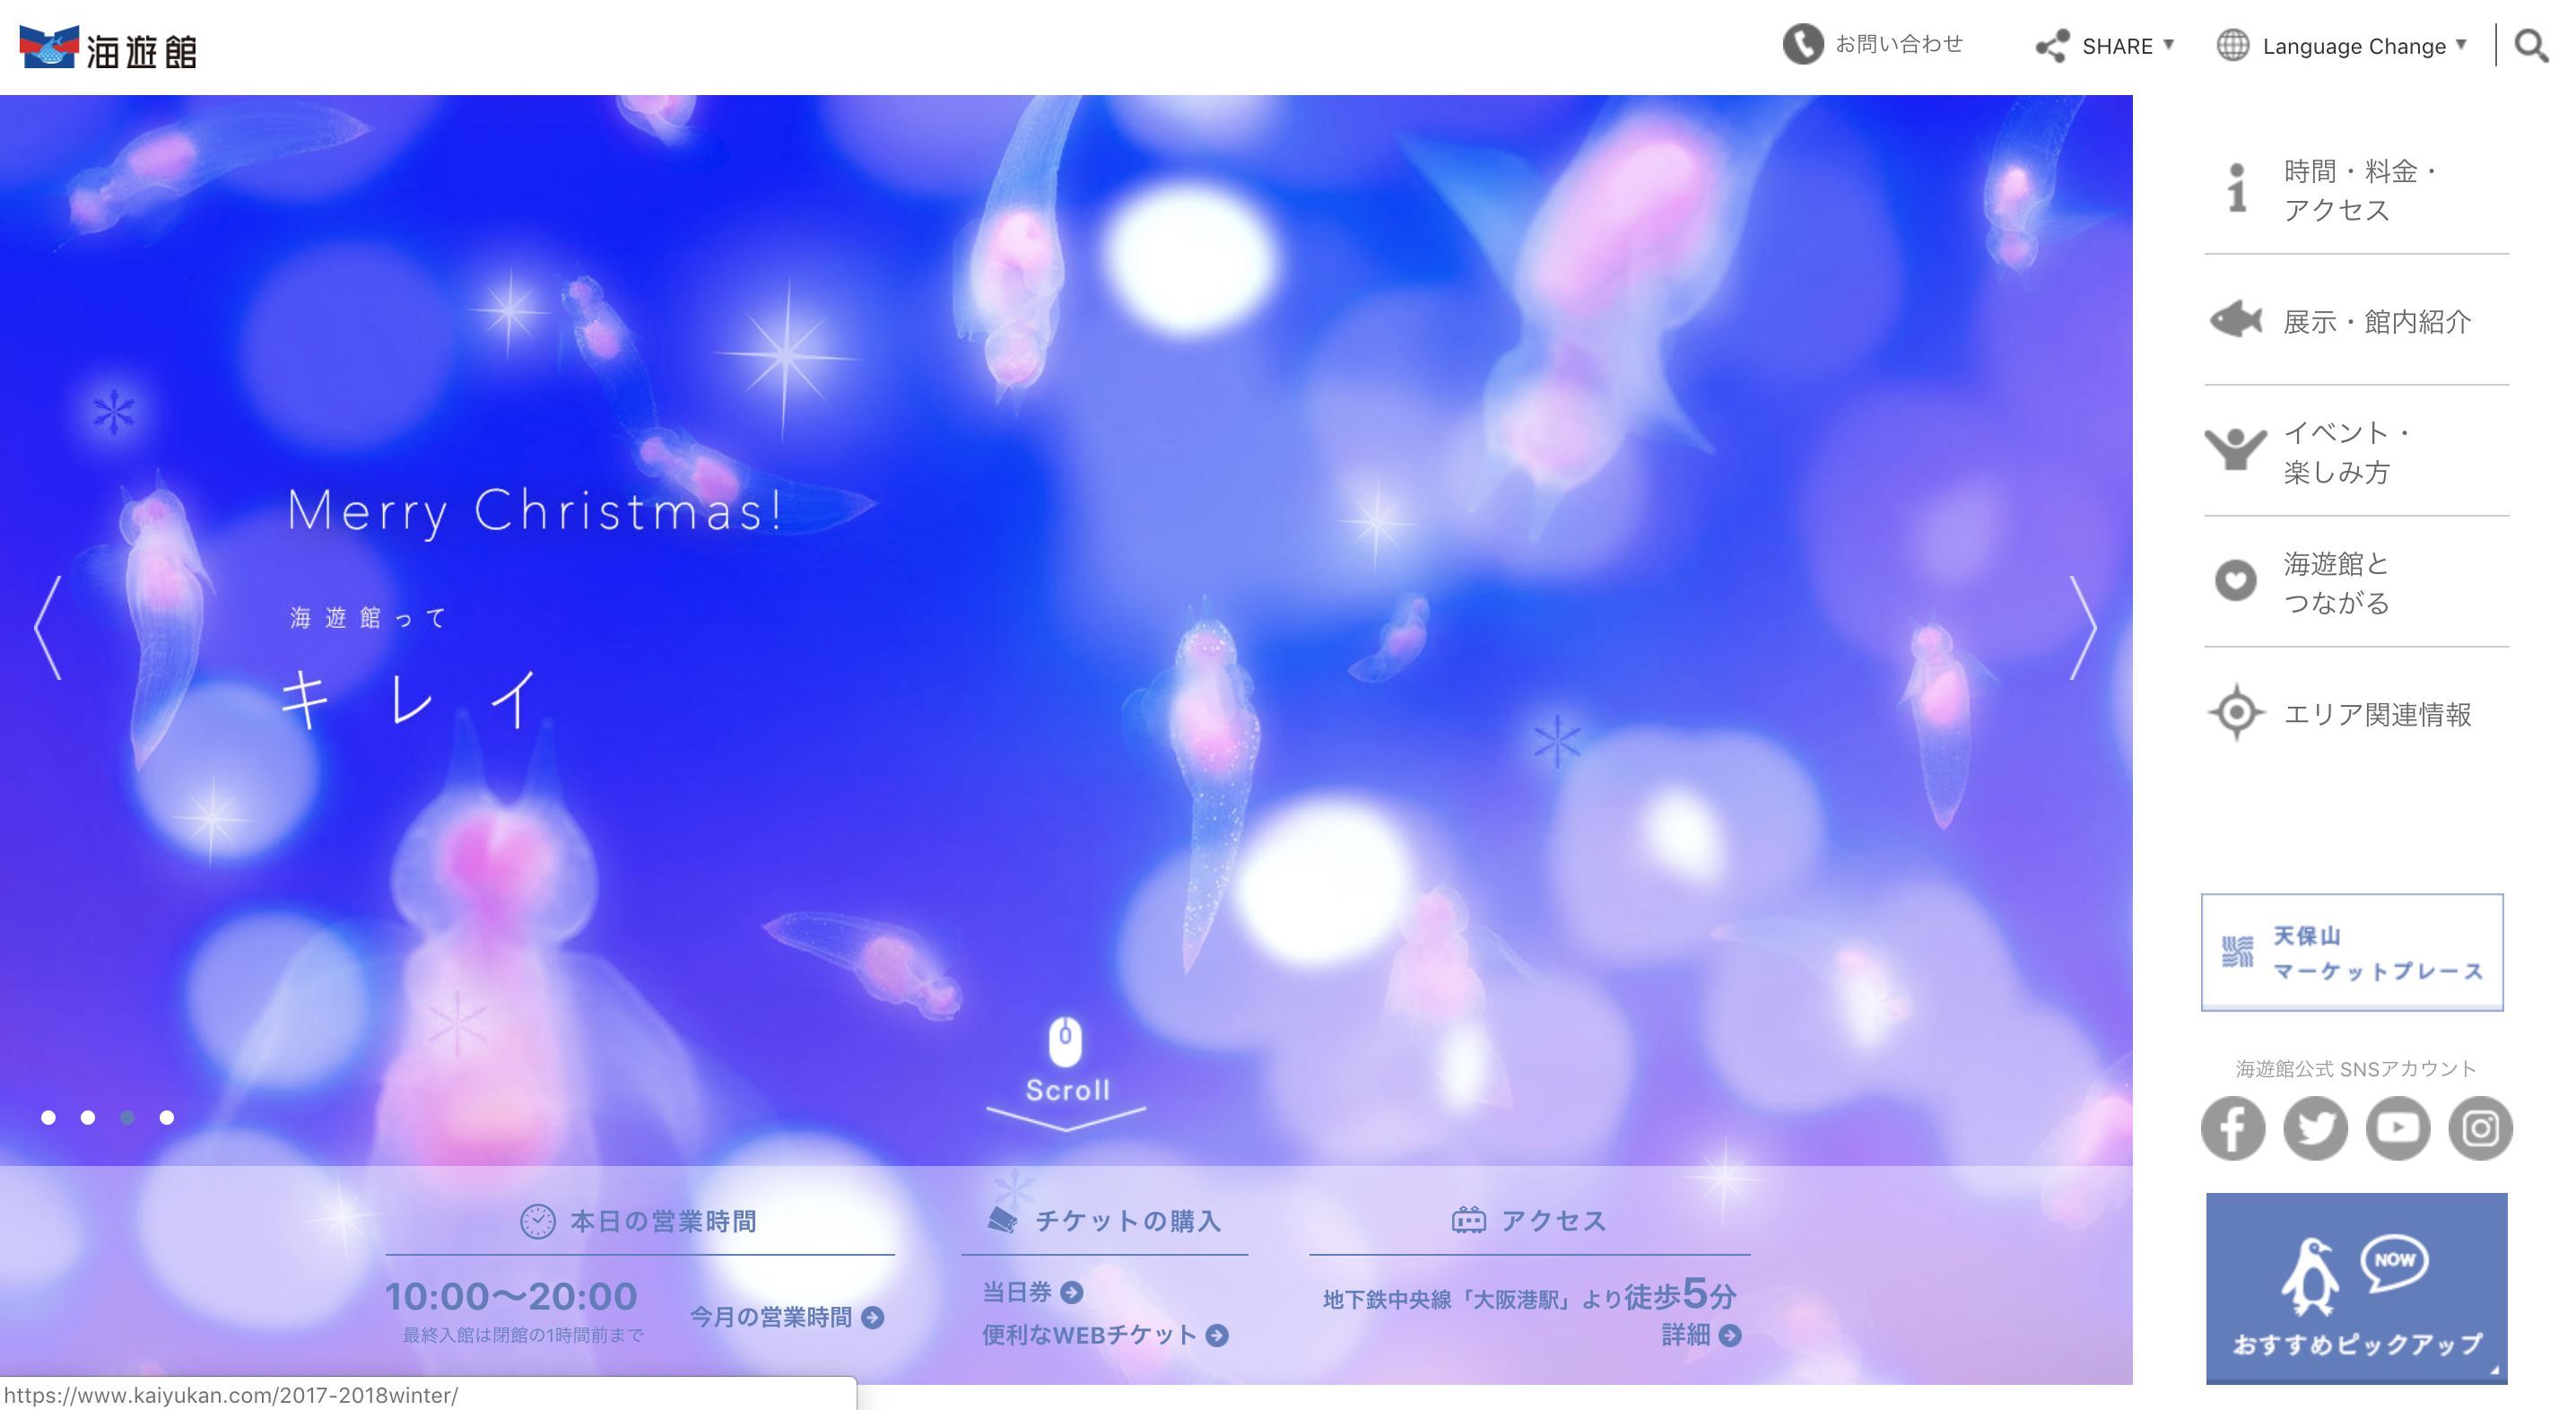 海遊館
お問い合わせ
SHARE ▼
Language Change ▼
時間・料金・
アクセス
展示・館内紹介
イベント・
楽しみ方
海遊館と
つながる
エリア関連情報
Merry Christmas!
海遊館って
キレイ
Scroll
天保山
マーケットプレース
海遊館公式 SNSアカウント
NOW
おすすめピックアップ
本日の営業時間
10:00〜20:00
最終入館は閉館の1時間前まで
今月の営業時間
チケットの購入
当日券
便利なWEBチケット
アクセス
地下鉄中央線「大阪港駅」より徒歩5分
詳細
https://www.kaiyukan.com/2017-2018winter/